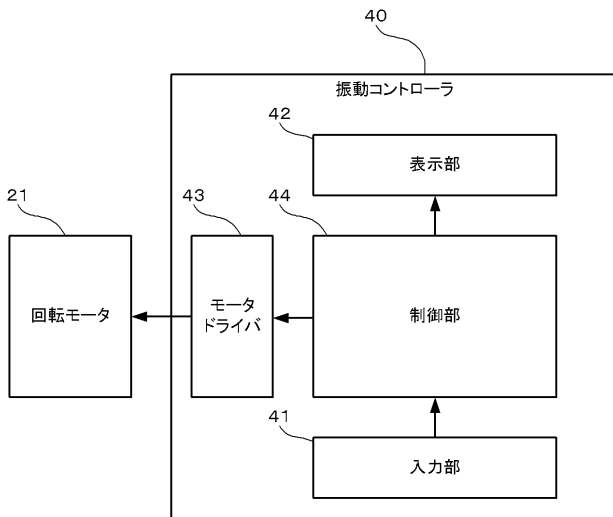 40
振動コントローラ
42
表示部
21
43
44
回転モータ
モータ
ドライバ
制御部
41
入力部